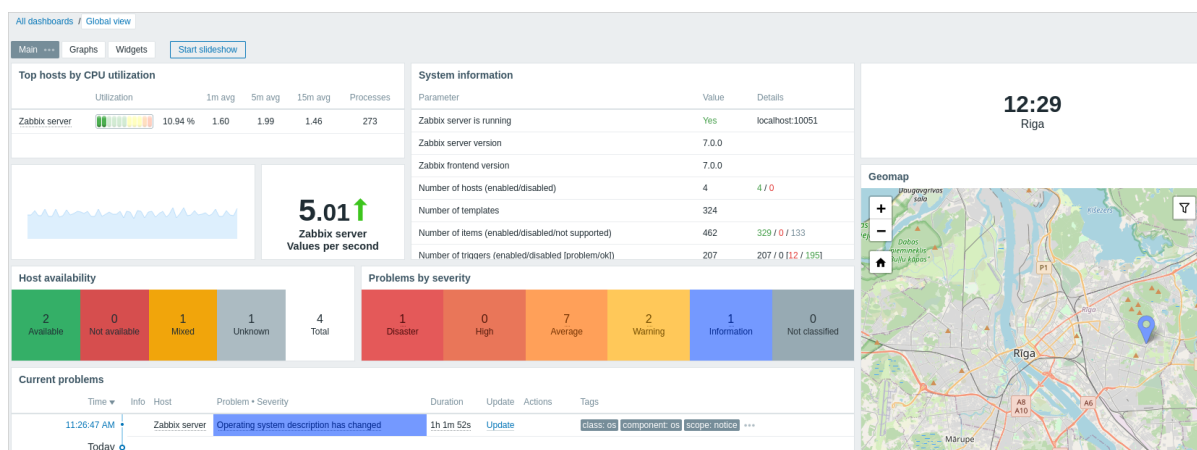 All dashboards / Global view
Main ••• Graphs Widgets Start slideshow
Top hosts by CPU utilization
Utilization 1m avg 5m avg 15m avg Processes
Zabbix server 10.94 % 1.60 1.99 1.46 273
5.01
Zabbix server
Values per second
System information
Parameter Value Details
Zabbix server is running Yes localhost:10051
Zabbix server version 7.0.0
Zabbix frontend version 7.0.0
Number of hosts (enabled/disabled) 4 4 / 0
Number of templates 324
Number of items (enabled/disabled/not supported) 462 329 / 0 / 133
Number of triggers (enabled/disabled [problem/ok]) 207 207 / 0 [12 / 195]
12:29
Riga
Geomap
+
−
Daugavgrīvas
sala
Ķīšezers
Dabas
P1
Rīga
Rīga
A8
A10
A6
Mārupe
Host availability
2 0 1 1 4
Available Not available Mixed Unknown Total
Problems by severity
1 0 7 2 1 0
Disaster High Average Warning Information Not classified
Current problems
Time Info Host Problem • Severity Duration Update Actions Tags
11:26:47 AM Zabbix server Operating system description has changed 1h 1m 52s Update class: os component: os scope: notice •••
Today